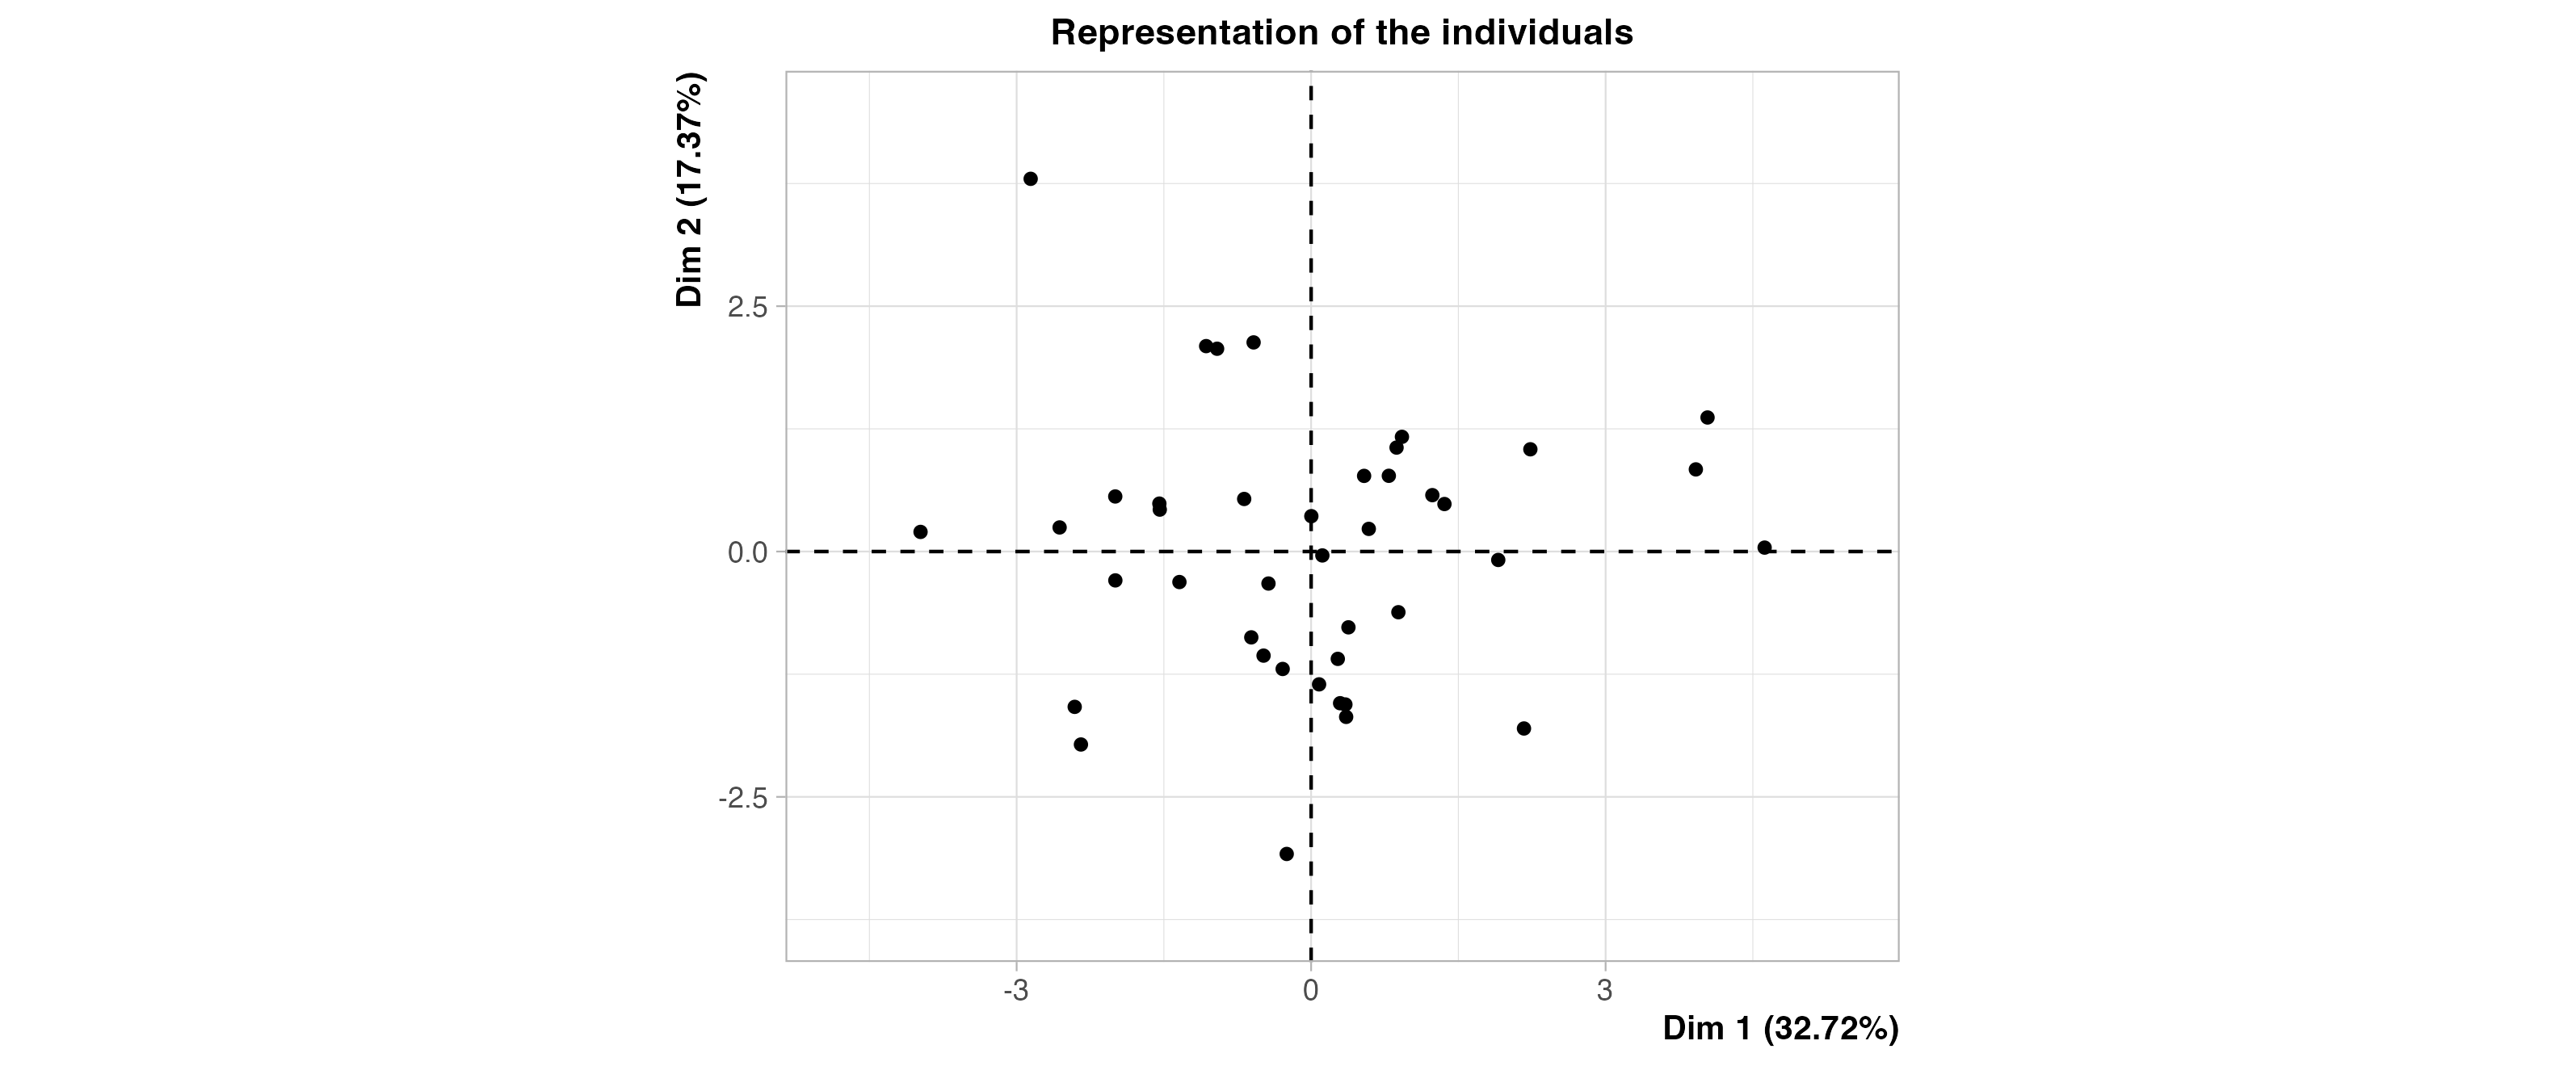 Representation of the individuals
Dim 2 (17.37%)
2.5
0.0
-2.5
-3
0
3
Dim 1 (32.72%)